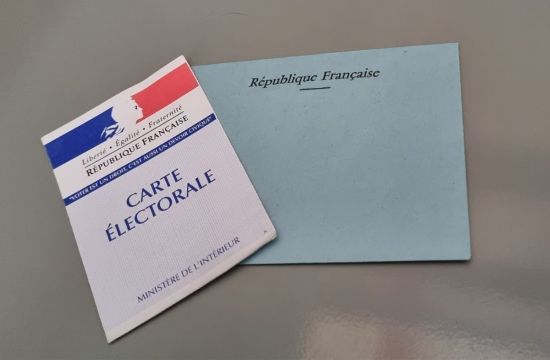 Liberté • Égalité • Fraternité
RÉPUBLIQUE FRANÇAISE
"VOTER EST UN DROIT, C'EST AUSSI UN DEVOIR CIVIQUE"
CARTE
ÉLECTORALE
MINISTÈRE DE L'INTÉRIEUR
République Française